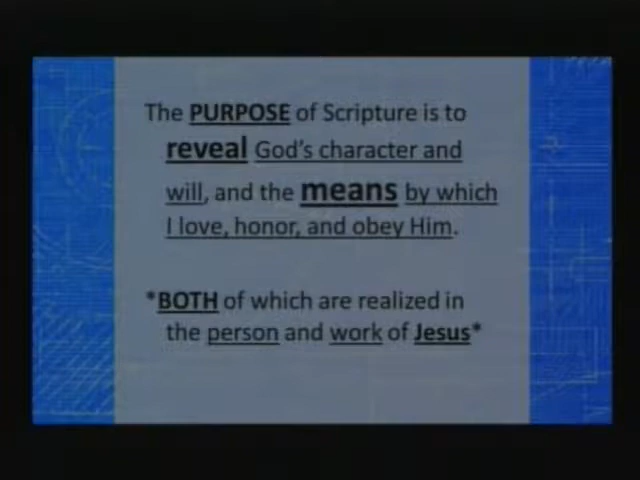 The PURPOSE of Scripture is to
reveal God's character and
will, and the means by which
I love, honor, and obey Him.
*BOTH of which are realized in
the person and work of Jesus*